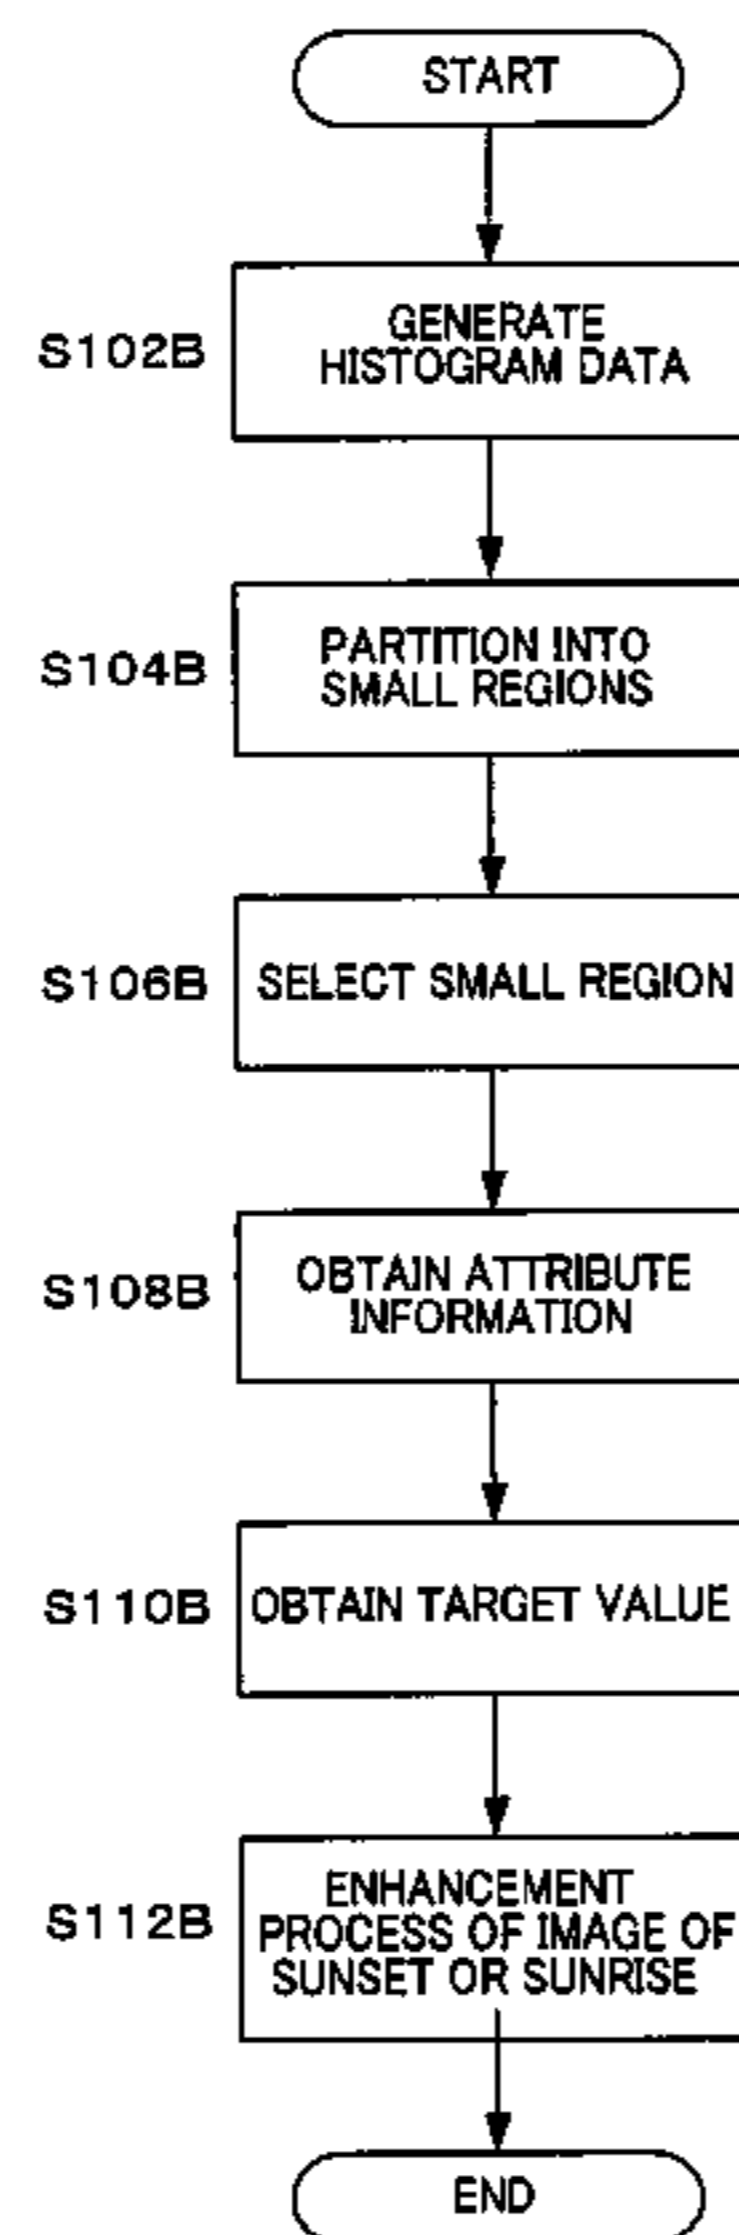 START
S102B
GENERATE
HISTOGRAM DATA
S104B
PARTITION INTO
SMALL REGIONS
S106B
SELECT SMALL REGION
S108B
OBTAIN ATTRIBUTE
INFORMATION
S110B
OBTAIN TARGET VALUE
S112B
ENHANCEMENT
PROCESS OF IMAGE OF
SUNSET OR SUNRISE
END